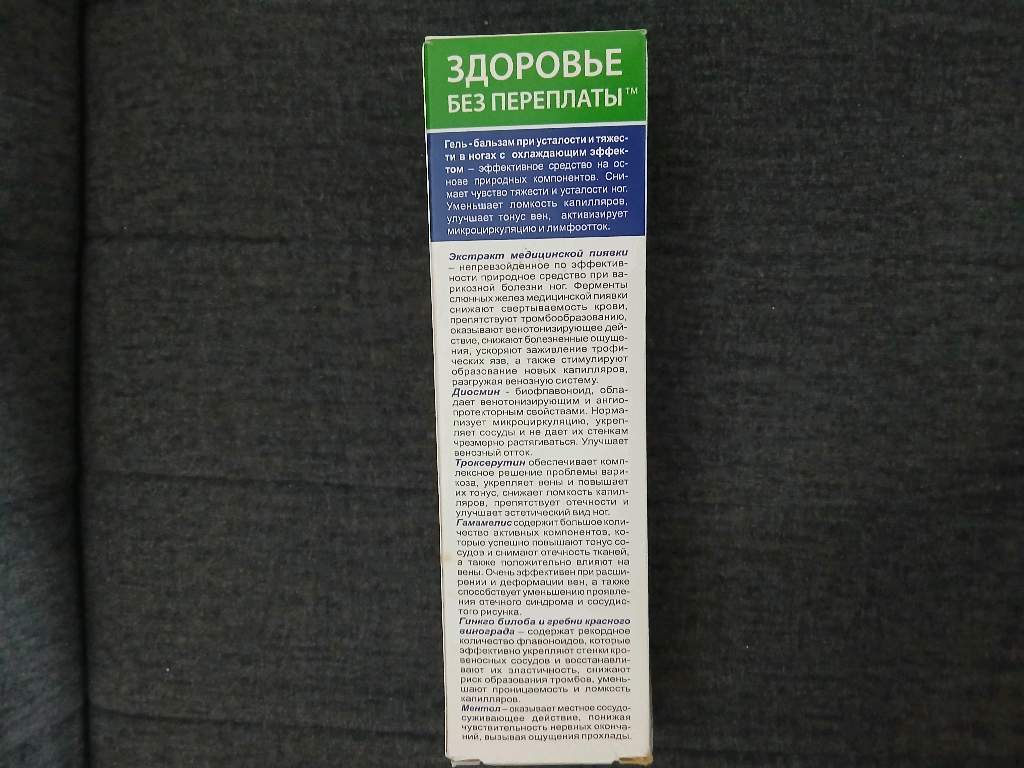 ЗДОРОВЬЕ
БЕЗ ПЕРЕПЛАТЫ™
Гель - бальзам при усталости и тяжес-
ти в ногах с охлаждающим эффек-
том – эффективное средство на ос-
нове природных компонентов. Сни-
мает чувство тяжести и усталости ног.
Уменьшает ломкость капилляров,
улучшает тонус вен, активизирует
микроциркуляцию и лимфоотток.
Экстракт медицинской пиявки
– непревзойдённое по эффектив-
ности природное средство при ва-
рикозной болезни ног. Ферменты
слюнных желез медицинской пиявки
снижают свертываемость крови,
препятствуют тромбообразованию,
оказывают венотонизирующее дей-
ствие, снижают болезненные ощуще-
ния, ускоряют заживление трофи-
ческих язв, а также стимулируют
образование новых капилляров,
разгружая венозную систему.
Диосмин - биофлавоноид, обла-
дает венотонизирующим и ангио-
протекторным свойствами. Норма-
лизует микроциркуляцию, укреп-
ляет сосуды и не дает их стенкам
чрезмерно растягиваться. Улучшает
венозный отток.
Троксерутин обеспечивает комп-
лексное решение проблемы вари-
коза, укрепляет вены и повышает
их тонус, снижает ломкость капил-
ляров, препятствует отечности и
улучшает эстетический вид ног.
Гамамелис содержит большое коли-
чество активных компонентов, ко-
торые успешно повышают тонус со-
судов и снимают отечность тканей,
а также положительно влияют на
вены. Очень эффективен при расши-
рении и деформации вен, а также
способствует уменьшению проявле-
ния отечного синдрома и сосудис-
того рисунка.
Гинкго билоба и гребни красного
винограда – содержат рекордное
количество флавоноидов, которые
эффективно укрепляют стенки кро-
веносных сосудов и восстанавли-
вают их эластичность, снижают
риск образования тромбов, умень-
шают проницаемость и ломкость
капилляров.
Ментол – оказывает местное сосудо-
суживающее действие, понижая
чувствительность нервных оконча-
ний, вызывая ощущения прохлады.